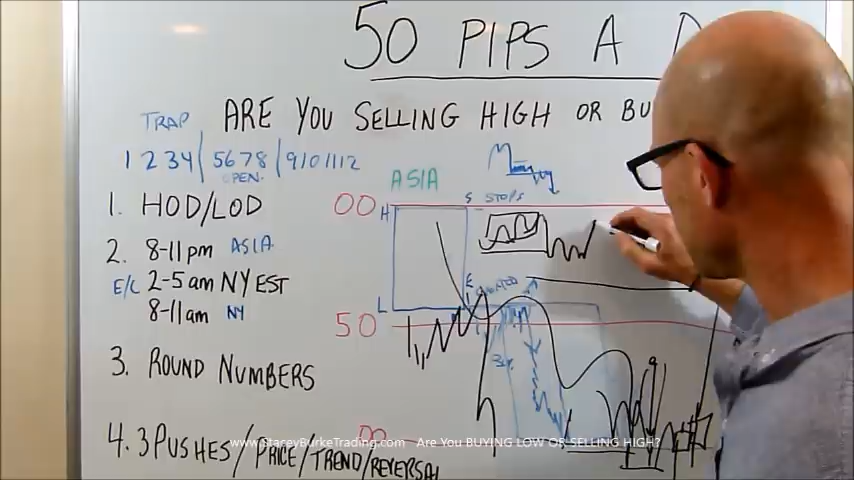 50 PIPS A D
ARE YOU SELLING HIGH OR BU
TRAP
1 2 3 4 | 5 6 7 8 | 9 10 11 12
OPEN
ASIA
1. HOD/LOD
00 H
S STOPS
2. 8-11pm ASIA
E/C 2-5am NY EST
8-11am NY
E
L
50
3. ROUND NUMBERS
00
4. 3 PUSHES/PRICE/TREND/REVERSAL
www.StaceyBurkeTrading.com Are You BUYING LOW OR SELLING HIGH?